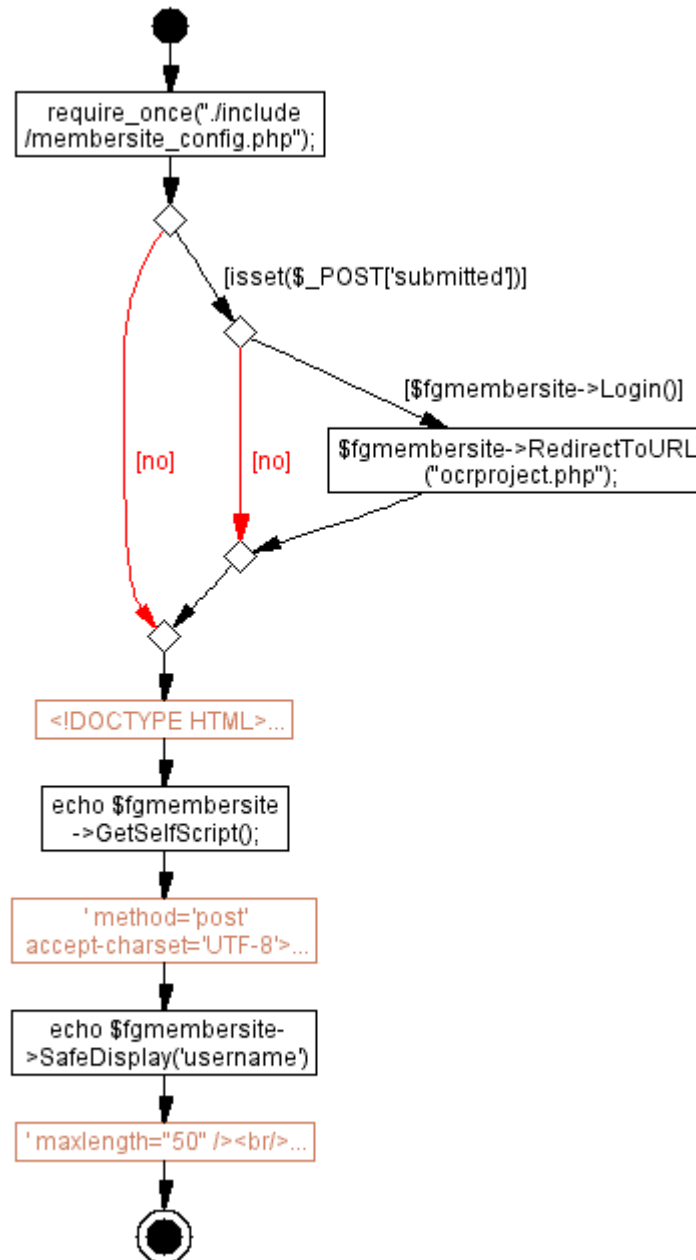 require_once("./include
/membersite_config.php");
[isset($_POST['submitted'])]
[$fgmembersite->Login()]
$fgmembersite->RedirectToURL
("ocrproject.php");
[no]
[no]
<!DOCTYPE HTML>...
echo $fgmembersite
->GetSelfScript();
' method='post'
accept-charset='UTF-8'>...
echo $fgmembersite-
>SafeDisplay('username')
' maxlength="50" /><br/>...